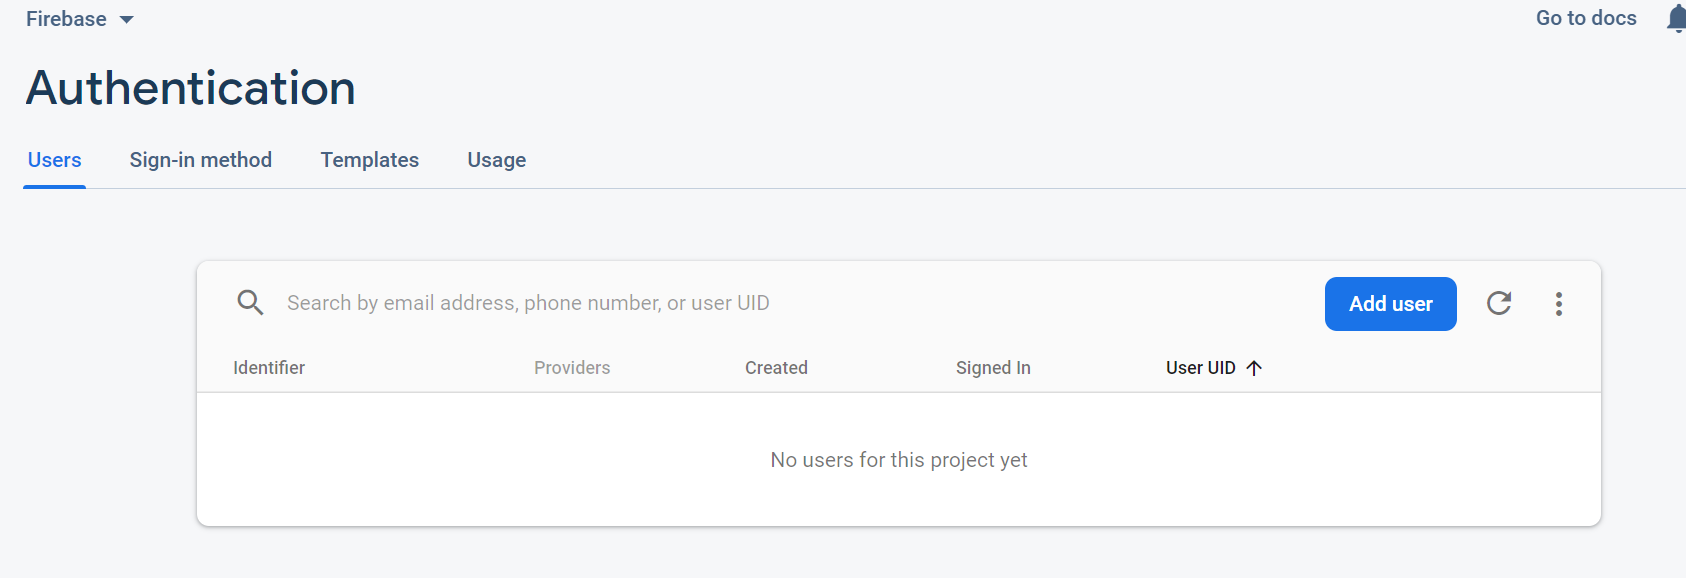 Firebase
Go to docs
Authentication
Users Sign-in method Templates Usage
Search by email address, phone number, or user UID
Add user
Identifier Providers Created Signed In User UID
No users for this project yet